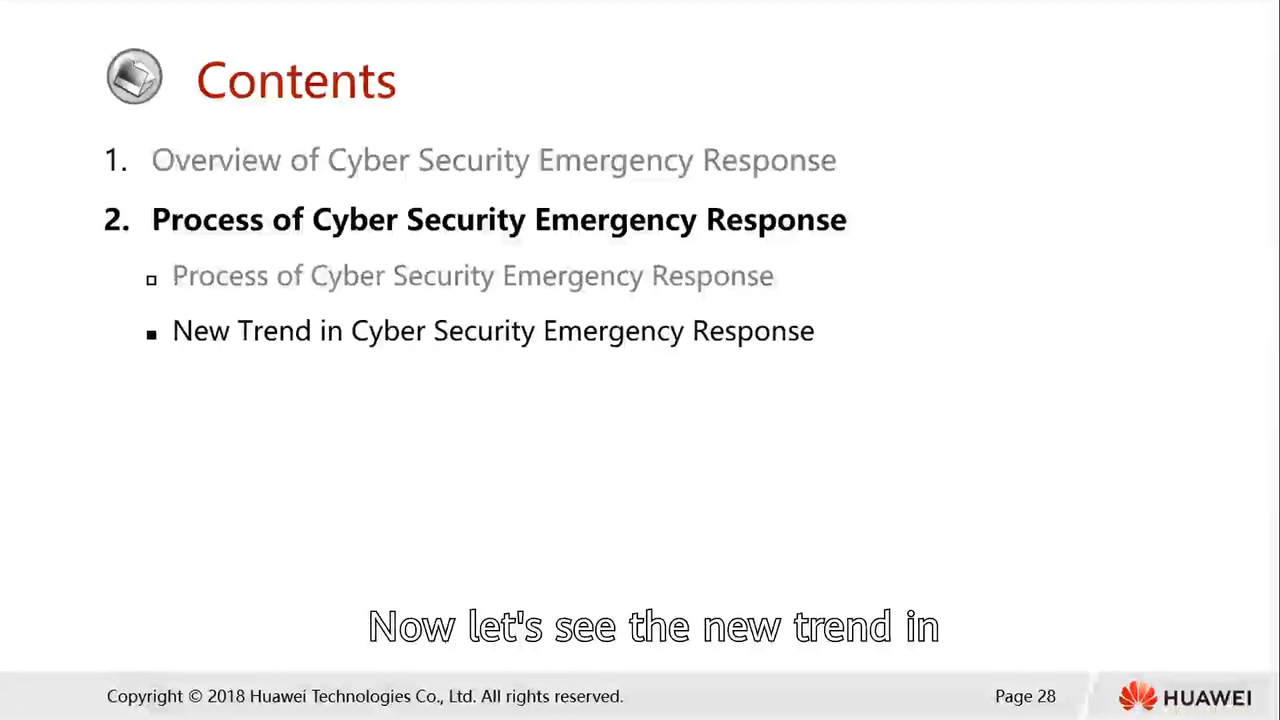 Contents
1. Overview of Cyber Security Emergency Response
2. Process of Cyber Security Emergency Response
Process of Cyber Security Emergency Response
New Trend in Cyber Security Emergency Response
Now let's see the new trend in
Copyright © 2018 Huawei Technologies Co., Ltd. All rights reserved.
Page 28
HUAWEI